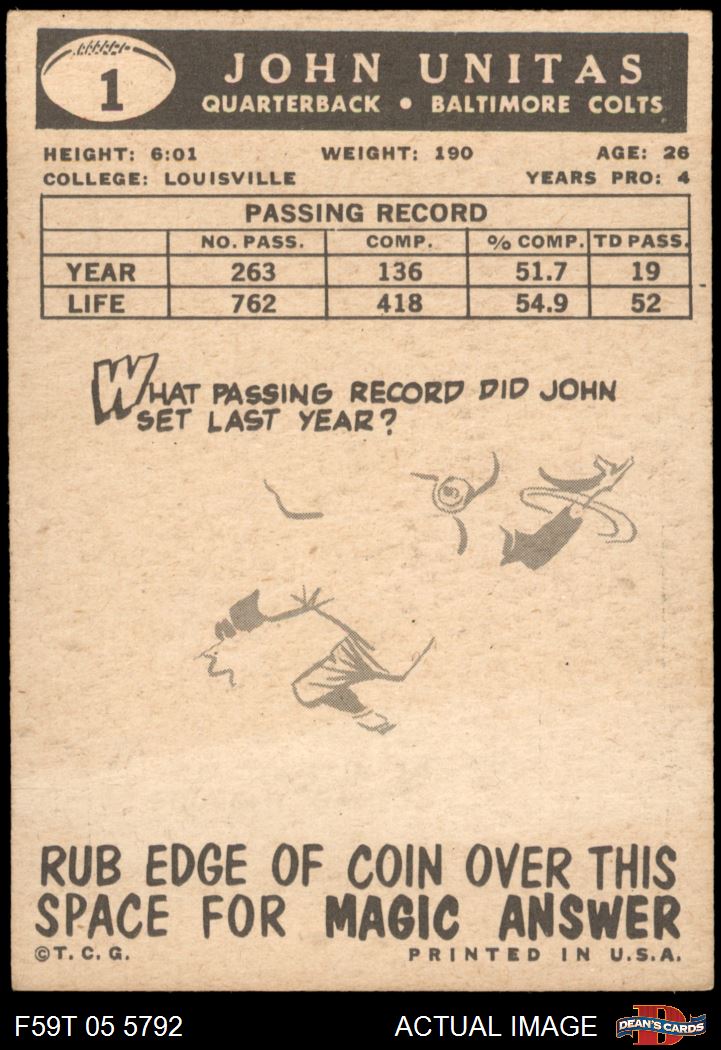 1
JOHN UNITAS
QUARTERBACK • BALTIMORE COLTS
HEIGHT: 6:01 WEIGHT: 190 AGE: 26
COLLEGE: LOUISVILLE YEARS PRO: 4
PASSING RECORD
NO. PASS. COMP. % COMP. TD PASS.
YEAR 263 136 51.7 19
LIFE 762 418 54.9 52
WHAT PASSING RECORD DID JOHN
SET LAST YEAR?
RUB EDGE OF COIN OVER THIS
SPACE FOR MAGIC ANSWER
©T. C. G. PRINTED IN U.S.A.
F59T 05 5792 ACTUAL IMAGE D DEAN'S CARDS